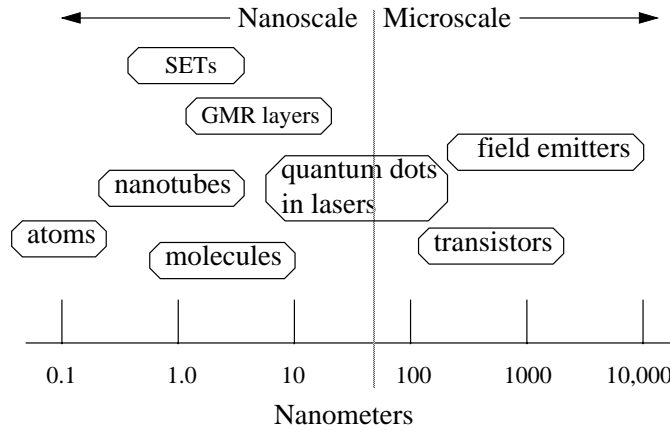 Nanoscale Microscale
SETs
GMR layers
field emitters
quantum dots
in lasers
nanotubes
atoms
transistors
molecules
0.1 1.0 10 100 1000 10,000
Nanometers